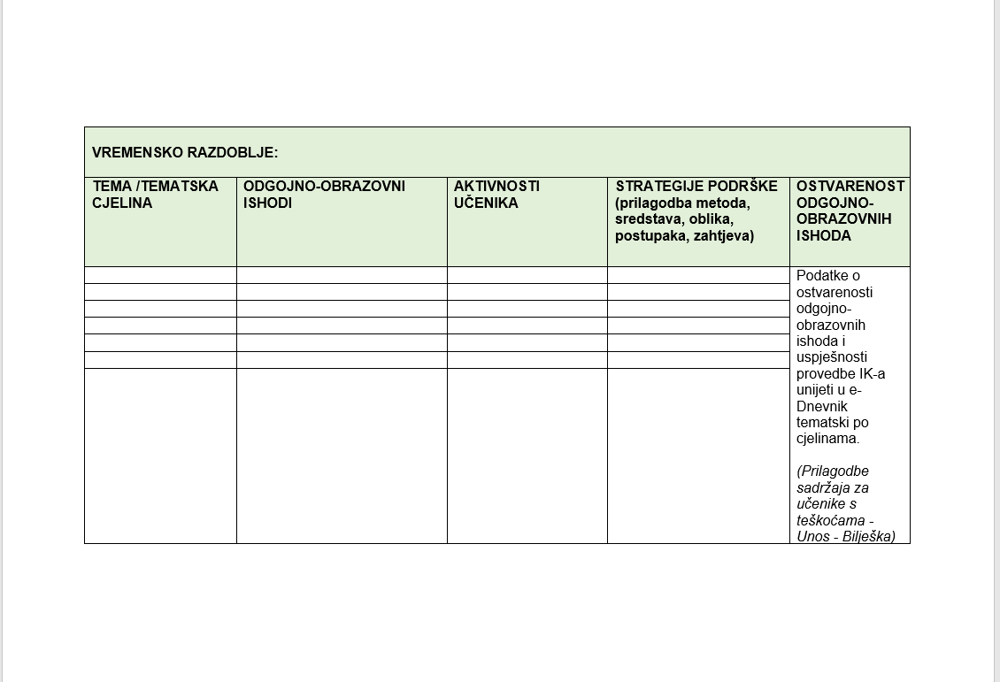 VREMENSKO RAZDOBLJE:
TEMA /TEMATSKA
CJELINA
ODGOJNO-OBRAZOVNI
ISHODI
AKTIVNOSTI
UČENIKA
STRATEGIJE PODRŠKE
(prilagodba metoda,
sredstava, oblika,
postupaka, zahtjeva)
OSTVARENOST
ODGOJNO-
OBRAZOVNIH
ISHODA
Podatke o
ostvarenosti
odgojno-
obrazovnih
ishoda i
uspješnosti
provedbe IK-a
unijeti u e-
Dnevnik
tematski po
cjelinama.
(Prilagodbe
sadržaja za
učenike s
teškoćama -
Unos - Bilješka)